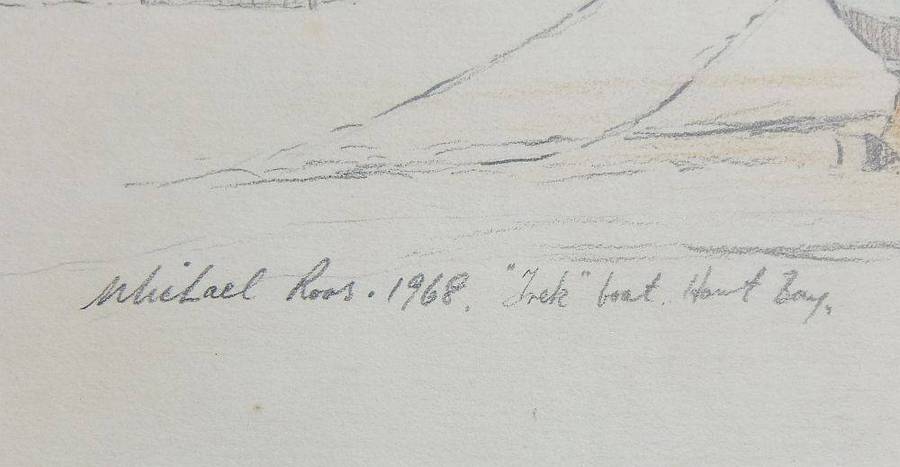 Michael Roos. 1968. "Trek" boat. Hout Bay.